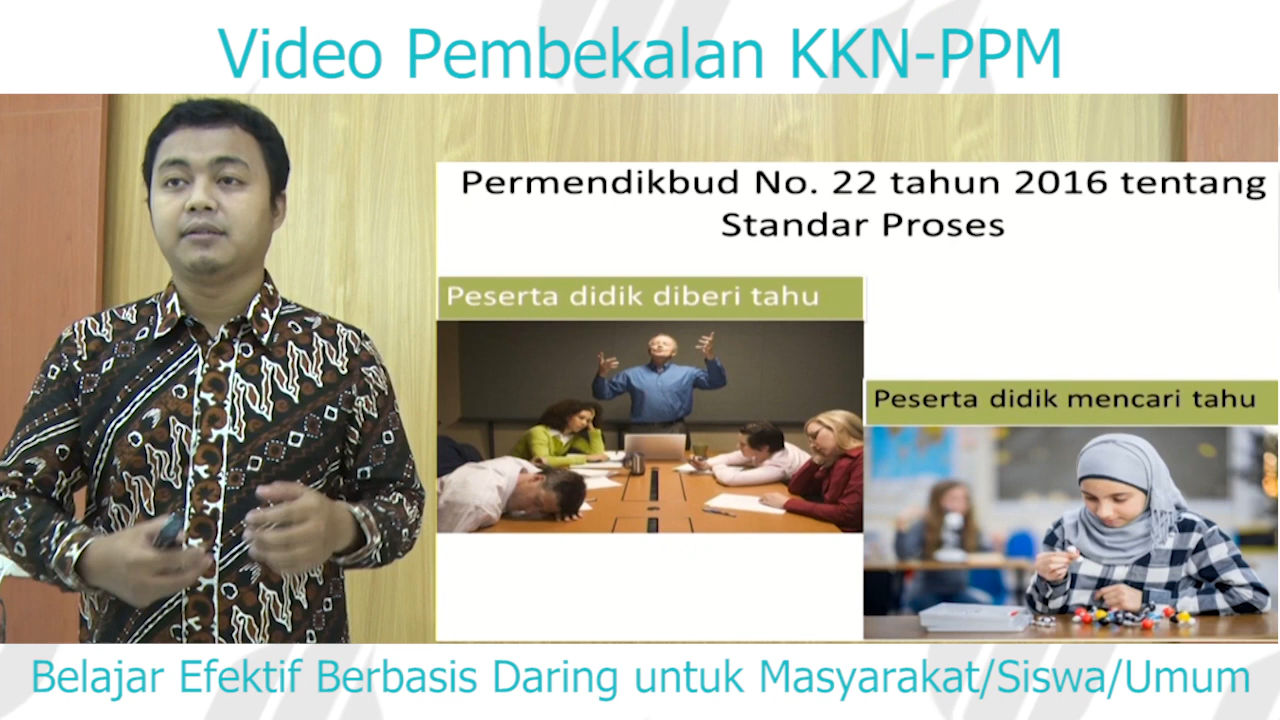 Video Pembekalan KKN-PPM
Permendikbud No. 22 tahun 2016 tentang
Standar Proses
Peserta didik diberi tahu
Peserta didik mencari tahu
Belajar Efektif Berbasis Daring untuk Masyarakat/Siswa/Umum